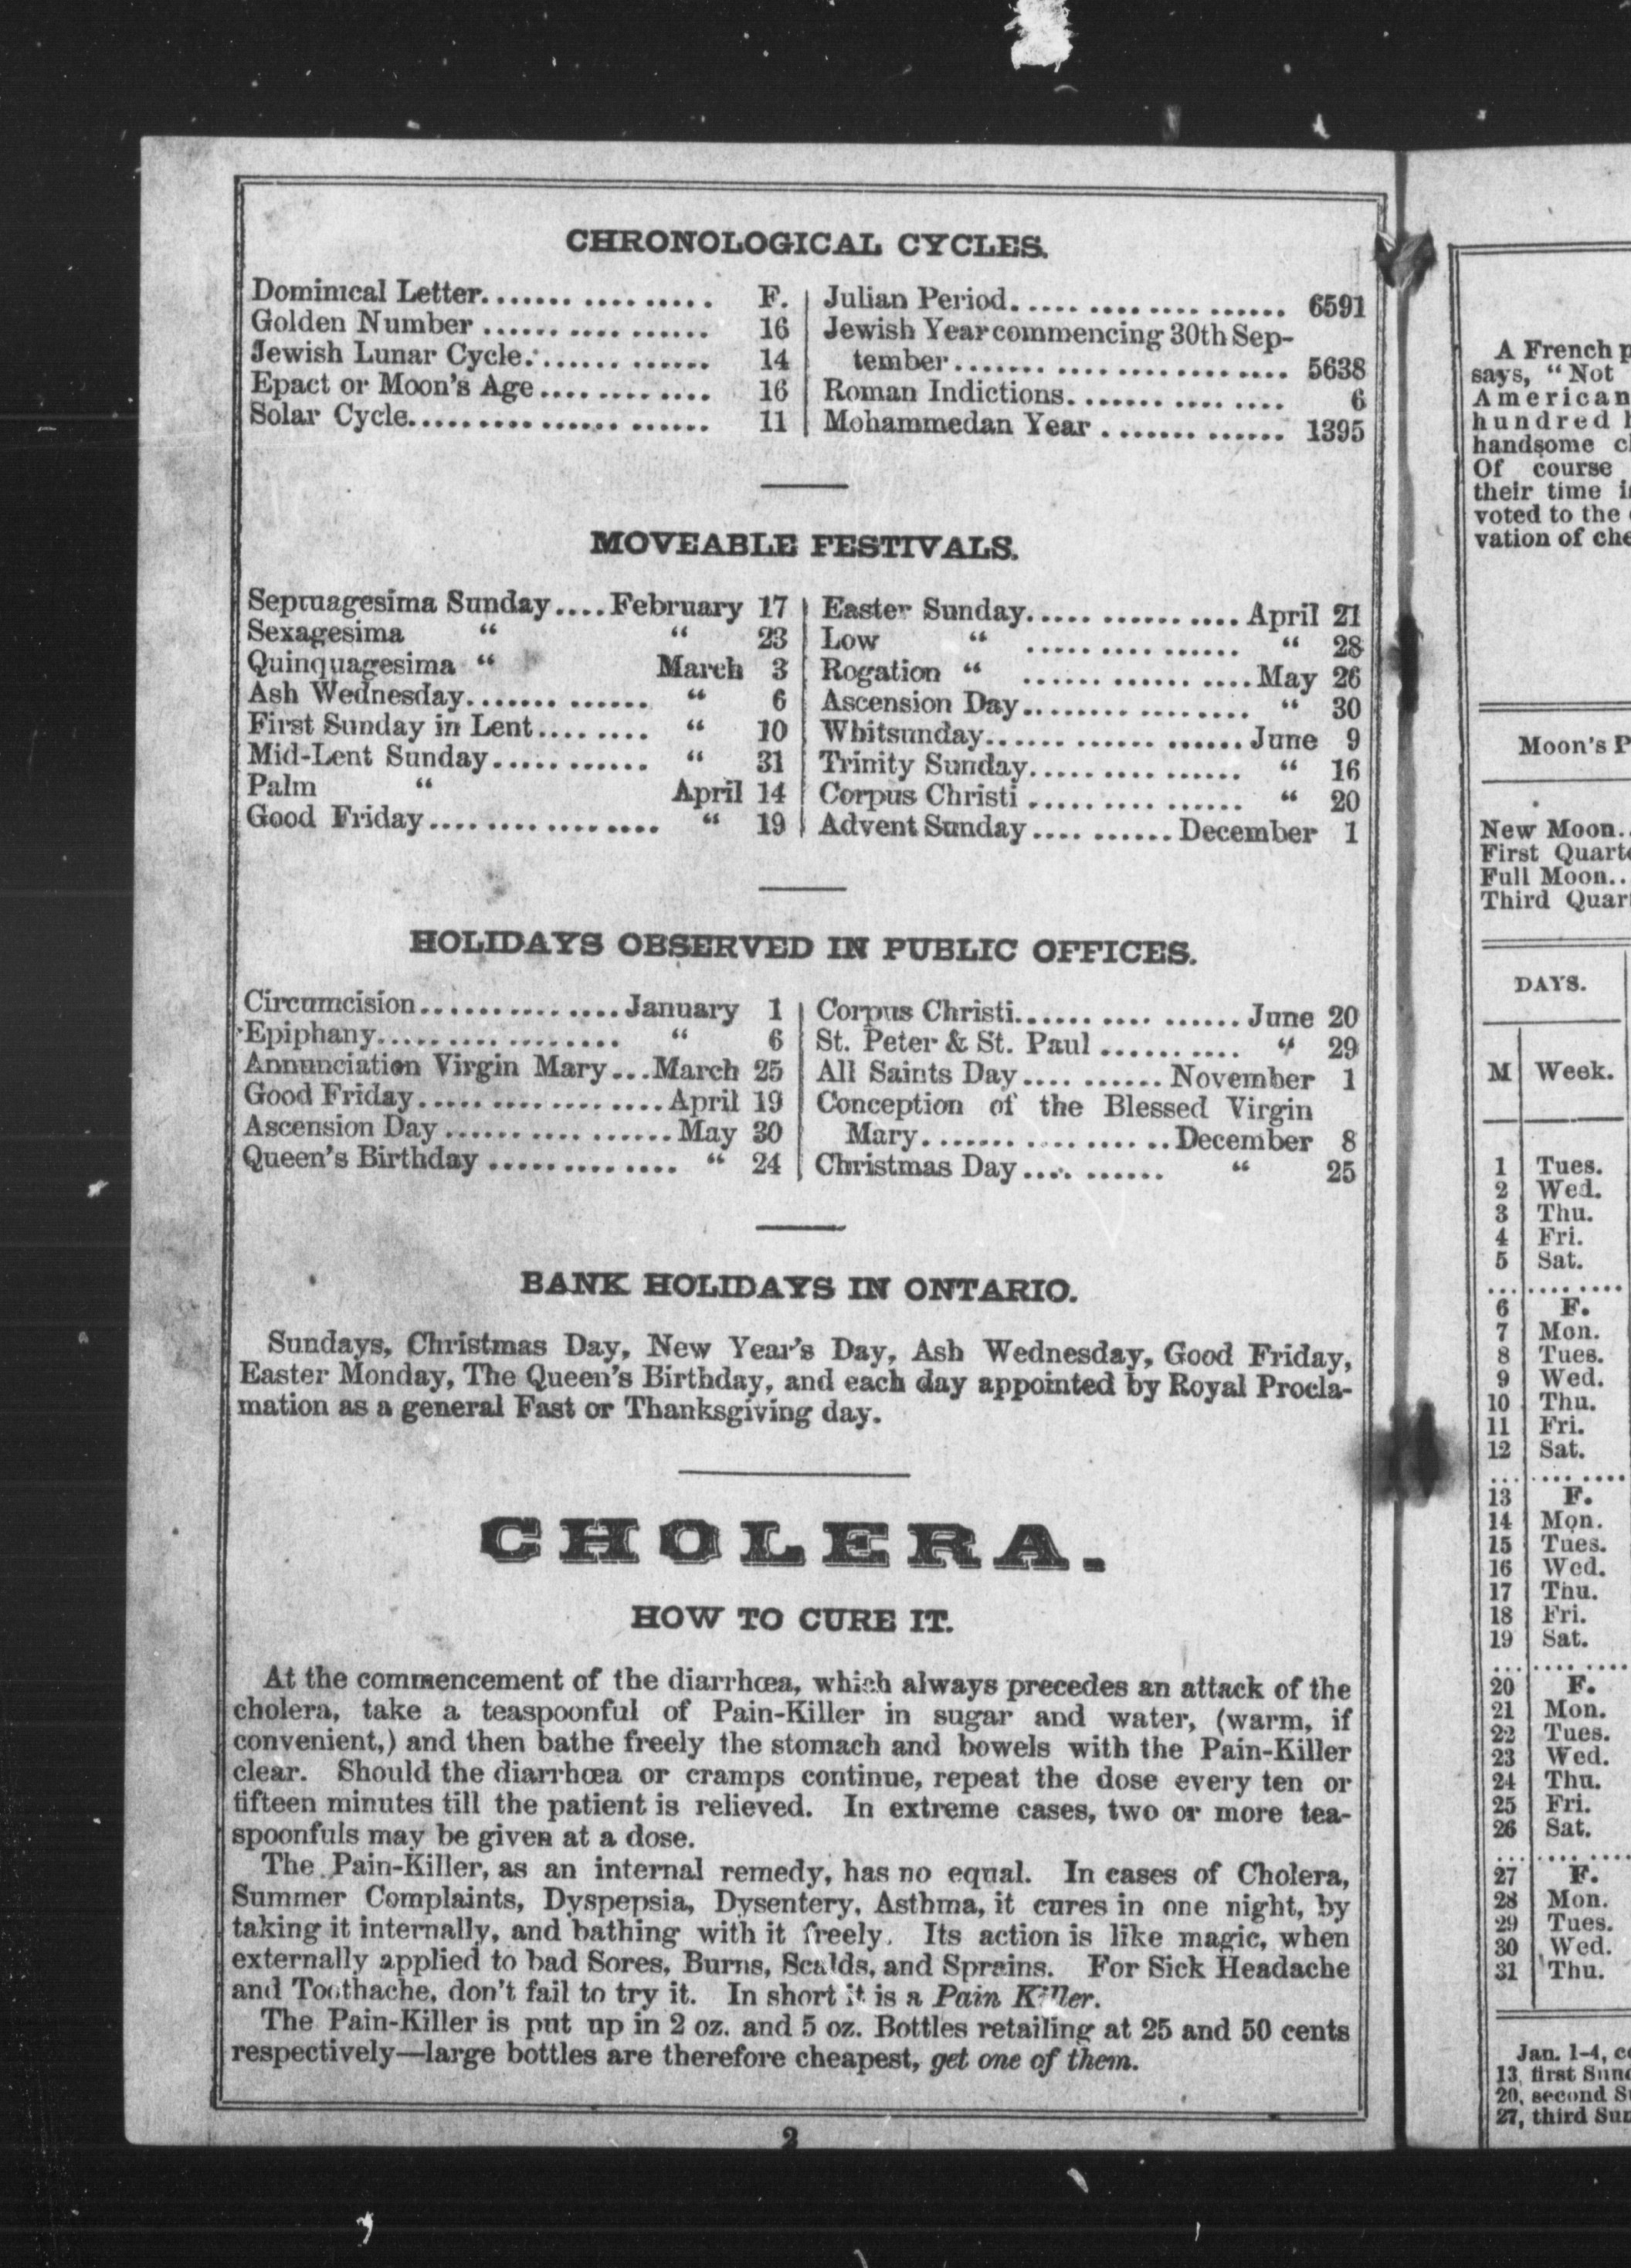 CHRONOLOGICAL CYCLES.
Dominical Letter.................... F.
Golden Number .................... 16
Jewish Lunar Cycle.................... 14
Epact or Moon's Age.................... 16
Solar Cycle.................... 11
Julian Period.................... 6591
Jewish Year commencing 30th Sep-
tember.................... 5638
Roman Indictions.................... 6
Mohammedan Year .................... 1395
MOVEABLE FESTIVALS.
Septuagesima Sunday....February 17
Sexagesima " " 23
Quinquagesima " March 3
Ash Wednesday............. " 6
First Sunday in Lent......... " 10
Mid-Lent Sunday........... " 31
Palm " April 14
Good Friday................ " 19
Easter Sunday............... April 21
Low " ............... " 28
Rogation " ................May 26
Ascension Day................ " 30
Whitsunday..................June 9
Trinity Sunday............... " 16
Corpus Christi ............... " 20
Advent Sunday..........December 1
HOLIDAYS OBSERVED IN PUBLIC OFFICES.
Circumcision................January 1
Epiphany................ " 6
Annunciation Virgin Mary...March 25
Good Friday.................April 19
Ascension Day................May 30
Queen's Birthday ............... " 24
Corpus Christi................June 20
St. Peter & St. Paul .......... " 29
All Saints Day..........November 1
Conception of the Blessed Virgin
Mary.................December 8
Christmas Day.......... " 25
BANK HOLIDAYS IN ONTARIO.
Sundays, Christmas Day, New Year's Day, Ash Wednesday, Good Friday,
Easter Monday, The Queen's Birthday, and each day appointed by Royal Procla-
mation as a general Fast or Thanksgiving day.
CHOLERA.
HOW TO CURE IT.
At the commencement of the diarrhœa, which always precedes an attack of the
cholera, take a teaspoonful of Pain-Killer in sugar and water, (warm, if
convenient,) and then bathe freely the stomach and bowels with the Pain-Killer
clear. Should the diarrhœa or cramps continue, repeat the dose every ten or
fifteen minutes till the patient is relieved. In extreme cases, two or more tea-
spoonfuls may be given at a dose.
The Pain-Killer, as an internal remedy, has no equal. In cases of Cholera,
Summer Complaints, Dyspepsia, Dysentery, Asthma, it cures in one night, by
taking it internally, and bathing with it freely. Its action is like magic, when
externally applied to bad Sores, Burns, Scalds, and Sprains. For Sick Headache
and Toothache, don't fail to try it. In short it is a Pain Killer.
The Pain-Killer is put up in 2 oz. and 5 oz. Bottles retailing at 25 and 50 cents
respectively—large bottles are therefore cheapest, get one of them.
2
A French
says, "Not
American
hundred
handsome
Of course
their time
voted to the
vation of
Moon's
New Moon..
First
Full Moon..
Third
DAYS.
M Week.
1 Tues.
2 Wed.
3 Thu.
4 Fri.
5 Sat.
6 F.
7 Mon.
8 Tues.
9 Wed.
10 Thu.
11 Fri.
12 Sat.
13 F.
14 Mon.
15 Tues.
16 Wed.
17 Thu.
18 Fri.
19 Sat.
20 F.
21 Mon.
22 Tues.
23 Wed.
24 Thu.
25 Fri.
26 Sat.
27 F.
28 Mon.
29 Tues.
30 Wed.
31 Thu.
Jan. 1-4,
13, first
20, second
27, third